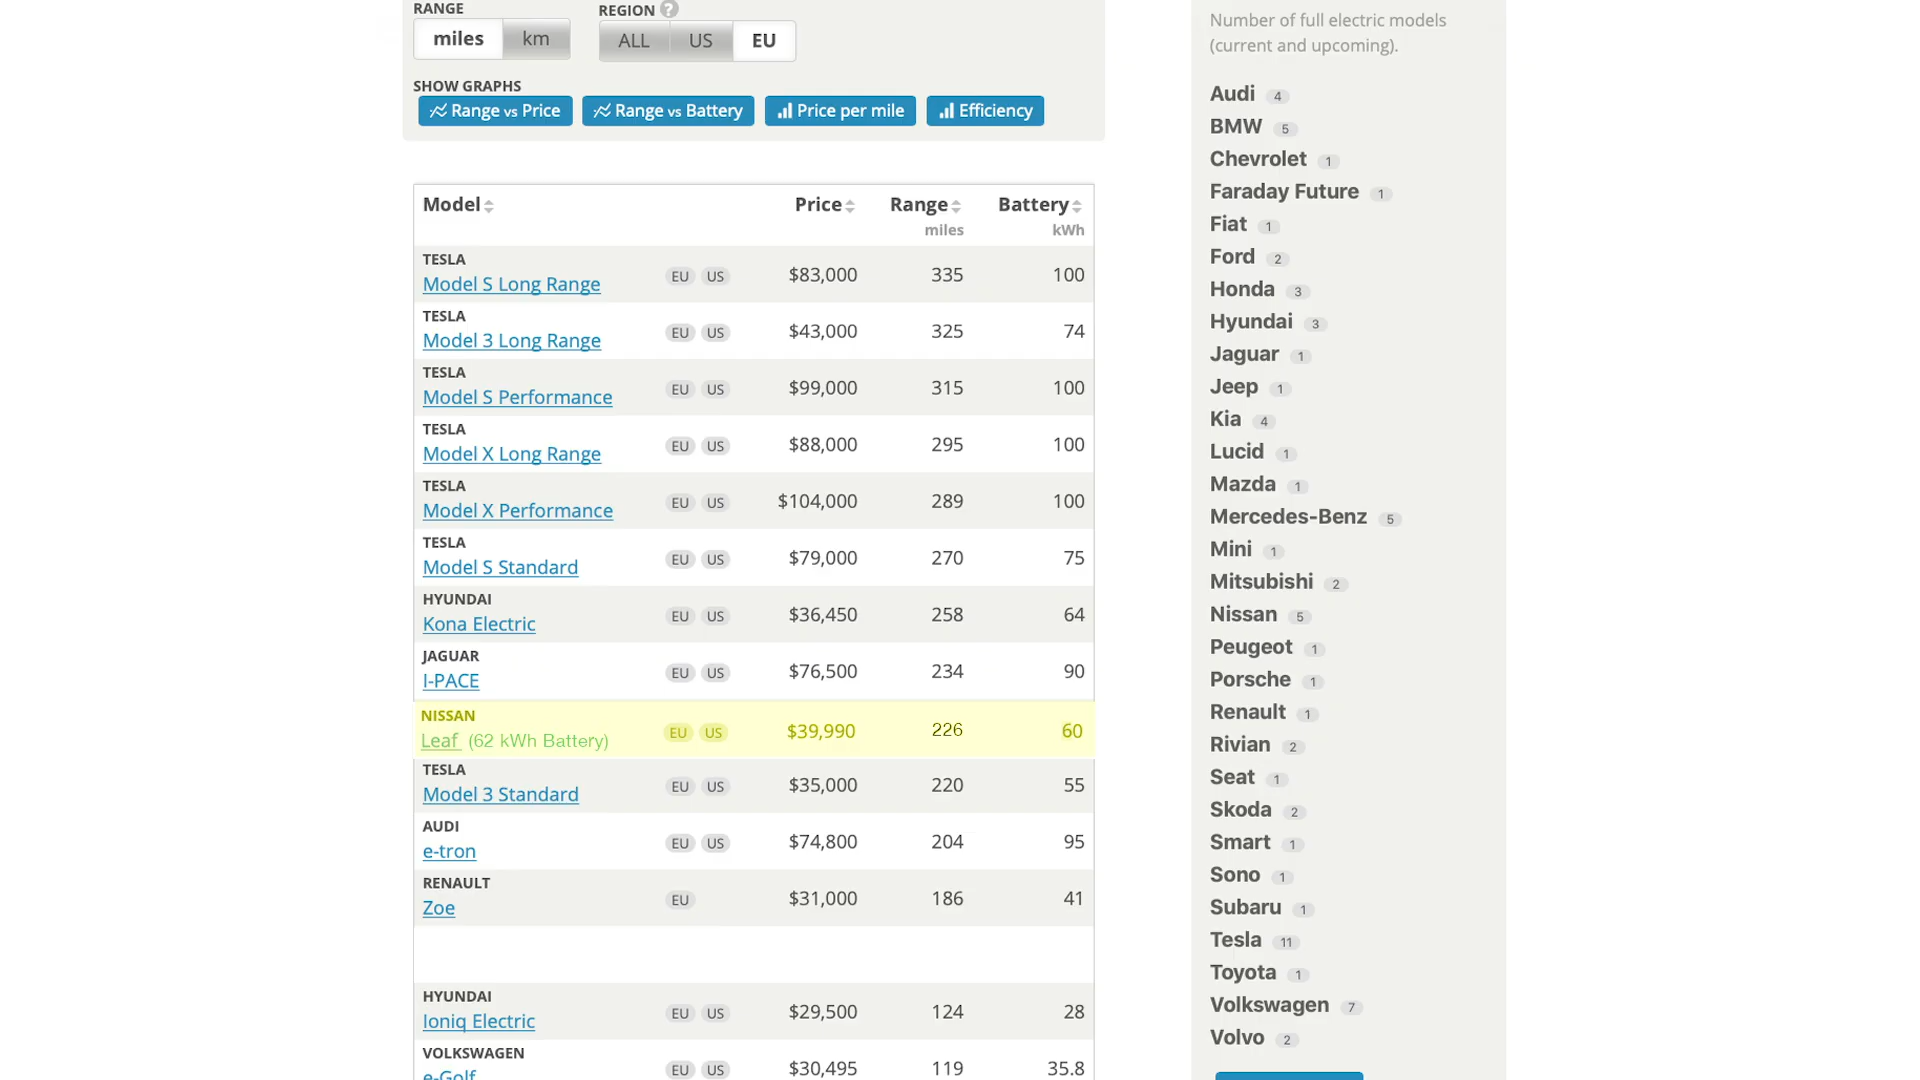 RANGE
miles km
REGION ?
ALL US EU
SHOW GRAPHS
Range vs Price Range vs Battery Price per mile Efficiency
Model Price Range Battery
miles kWh
TESLA
Model S Long Range EU US $83,000 335 100
TESLA
Model 3 Long Range EU US $43,000 325 74
TESLA
Model S Performance EU US $99,000 315 100
TESLA
Model X Long Range EU US $88,000 295 100
TESLA
Model X Performance EU US $104,000 289 100
TESLA
Model S Standard EU US $79,000 270 75
HYUNDAI
Kona Electric EU US $36,450 258 64
JAGUAR
I-PACE EU US $76,500 234 90
NISSAN
Leaf (62 kWh Battery) EU US $39,990 226 60
TESLA
Model 3 Standard EU US $35,000 220 55
AUDI
e-tron EU US $74,800 204 95
RENAULT
Zoe EU $31,000 186 41
HYUNDAI
Ioniq Electric EU US $29,500 124 28
VOLKSWAGEN
e-Golf EU US $30,495 119 35.8
Number of full electric models
(current and upcoming).
Audi 4
BMW 5
Chevrolet 1
Faraday Future 1
Fiat 1
Ford 2
Honda 3
Hyundai 3
Jaguar 1
Jeep 1
Kia 4
Lucid 1
Mazda 1
Mercedes-Benz 5
Mini 1
Mitsubishi 2
Nissan 5
Peugeot 1
Porsche 1
Renault 1
Rivian 2
Seat 1
Skoda 2
Smart 1
Sono 1
Subaru 1
Tesla 11
Toyota 1
Volkswagen 7
Volvo 2